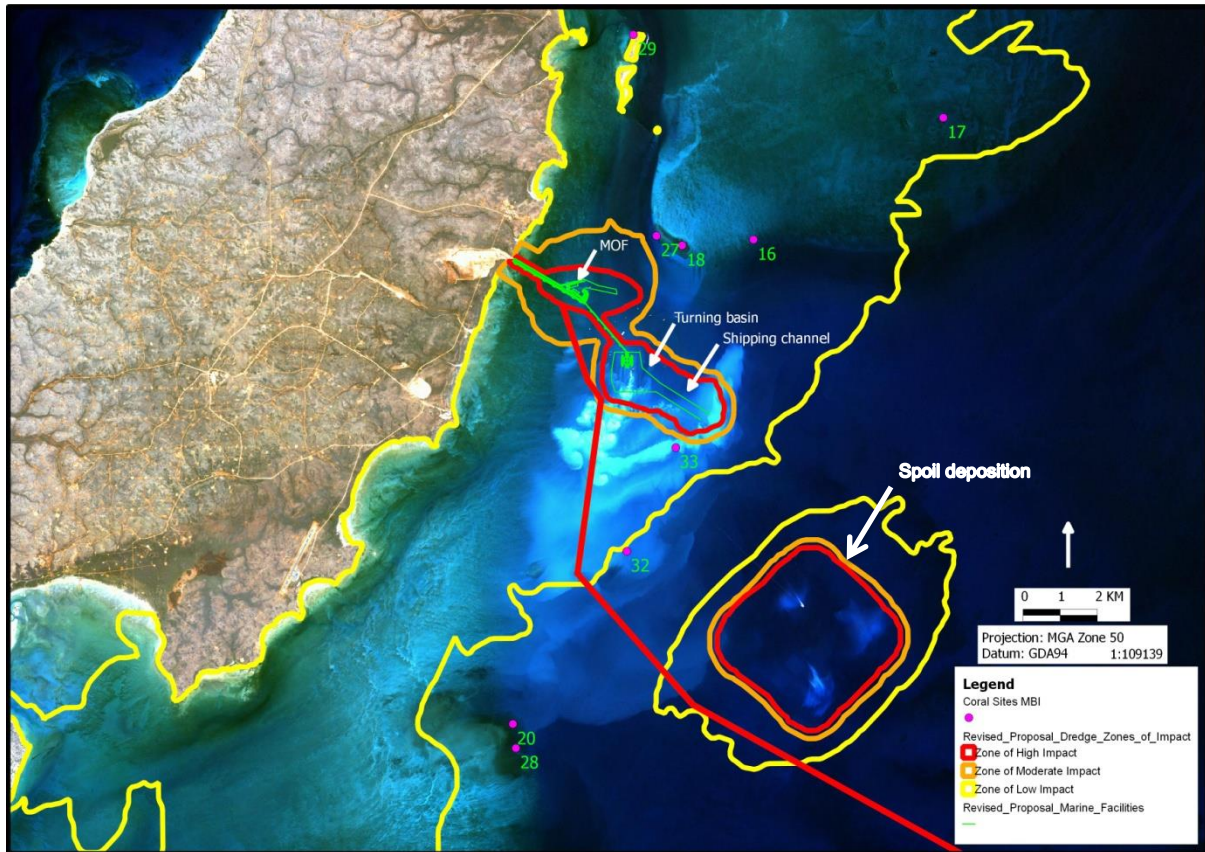 29
17
MOF
27
18
16
Turning basin
Shipping channel
33
Spoil deposition
32
0 1 2 KM
Projection: MGA Zone 50
Datum: GDA94 1:109139
Legend
Coral Sites MBI
Revised_Proposal_Dredge_Zones_of_Impact
Zone of High Impact
Zone of Moderate Impact
Zone of Low Impact
Revised_Proposal_Marine_Facilities
20
28